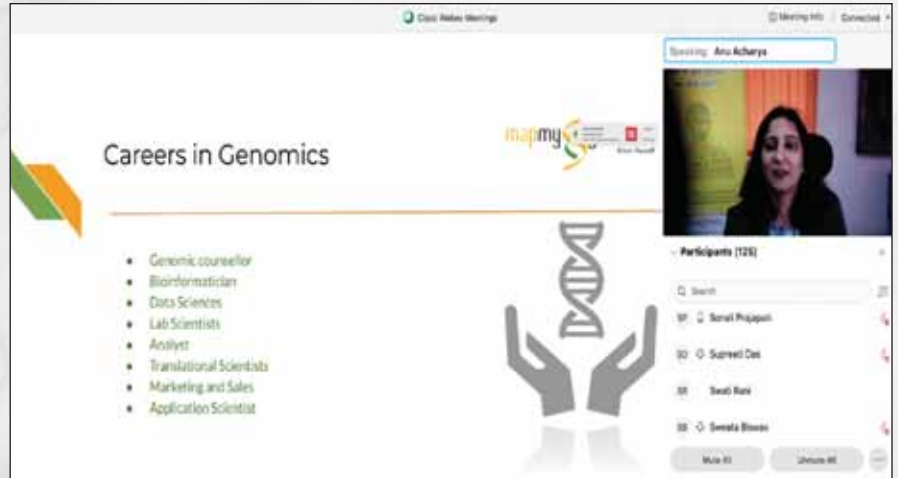 Cisco Webex Meetings
Meeting Info
Connected
Speaking: Anu Acharya
Careers in Genomics
mapmy
Genomic counsellor
Bioinformatician
Data Sciences
Lab Scientists
Analyst
Translational Scientists
Marketing and Sales
Application Scientist
Participants (125)
Search
Sonali Prajapati
Supreeti Das
Swati Rani
Sweata Biswas
Mute All
Unmute All